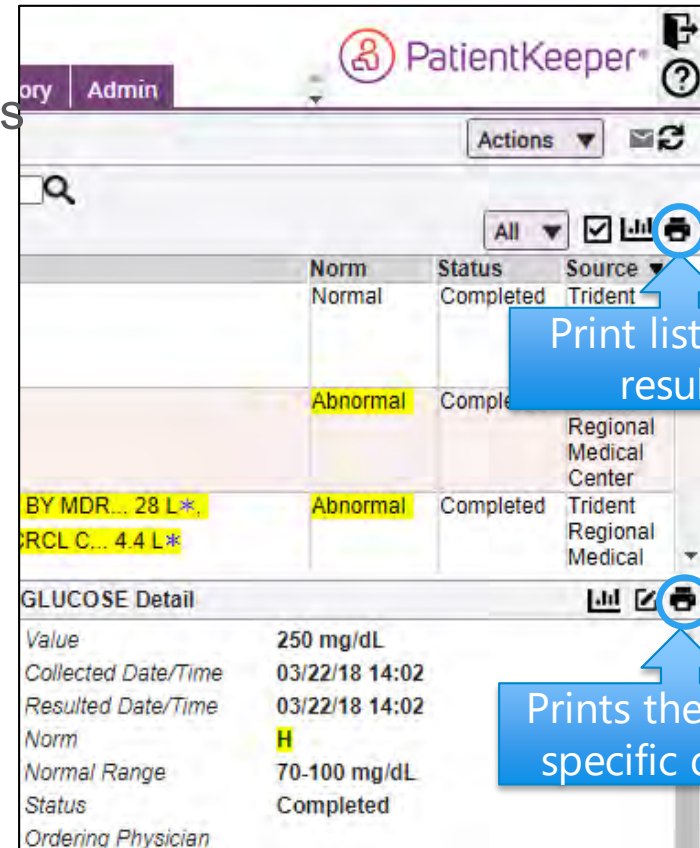 PatientKeeper®
ory Admin
s
Actions
All
Norm Status Source
Normal Completed Trident
Print list
resul
Abnormal Comple
Regional
Medical
Center
BY MDR... 28 L*, Abnormal Completed Trident
CRCL C... 4.4 L* Regional
Medical
GLUCOSE Detail
Value 250 mg/dL
Collected Date/Time 03/22/18 14:02
Resulted Date/Time 03/22/18 14:02
Prints the
Norm H
specific
Normal Range 70-100 mg/dL
Status Completed
Ordering Physician